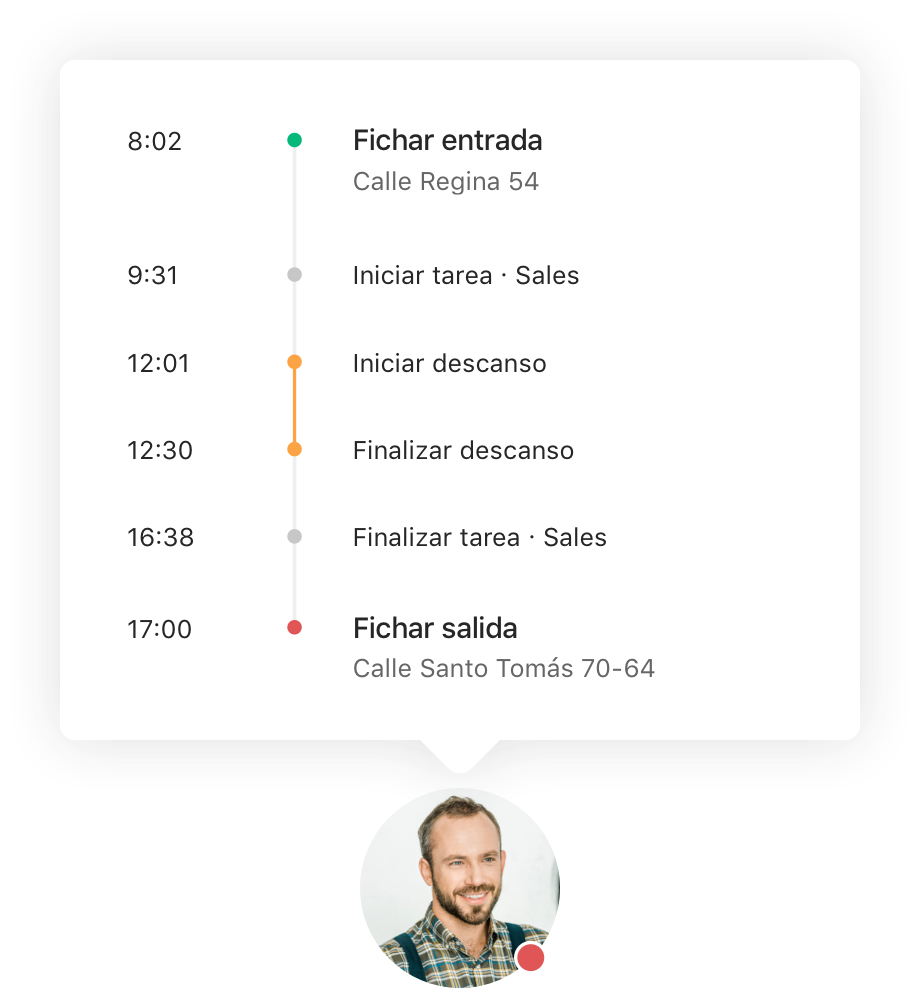 8:02
Fichar entrada
Calle Regina 54
9:31
Iniciar tarea · Sales
12:01
Iniciar descanso
12:30
Finalizar descanso
16:38
Finalizar tarea · Sales
17:00
Fichar salida
Calle Santo Tomás 70-64